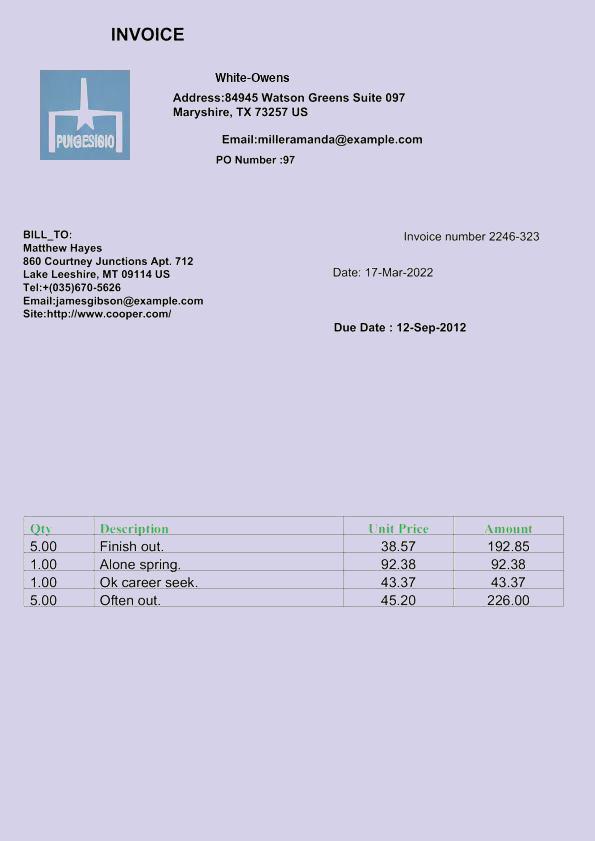 INVOICE
White-Owens
Address:84945 Watson Greens Suite 097
Maryshire, TX 73257 US
Email:milleramanda@example.com
PO Number :97
PUIGESIGIO
BILL_TO:
Matthew Hayes
860 Courtney Junctions Apt. 712
Lake Leeshire, MT 09114 US
Tel:+(035)670-5626
Email:jamesgibson@example.com
Site:http://www.cooper.com/
Invoice number 2246-323
Date: 17-Mar-2022
Due Date : 12-Sep-2012
Qty Description Unit Price Amount
5.00 Finish out. 38.57 192.85
1.00 Alone spring. 92.38 92.38
1.00 Ok career seek. 43.37 43.37
5.00 Often out. 45.20 226.00